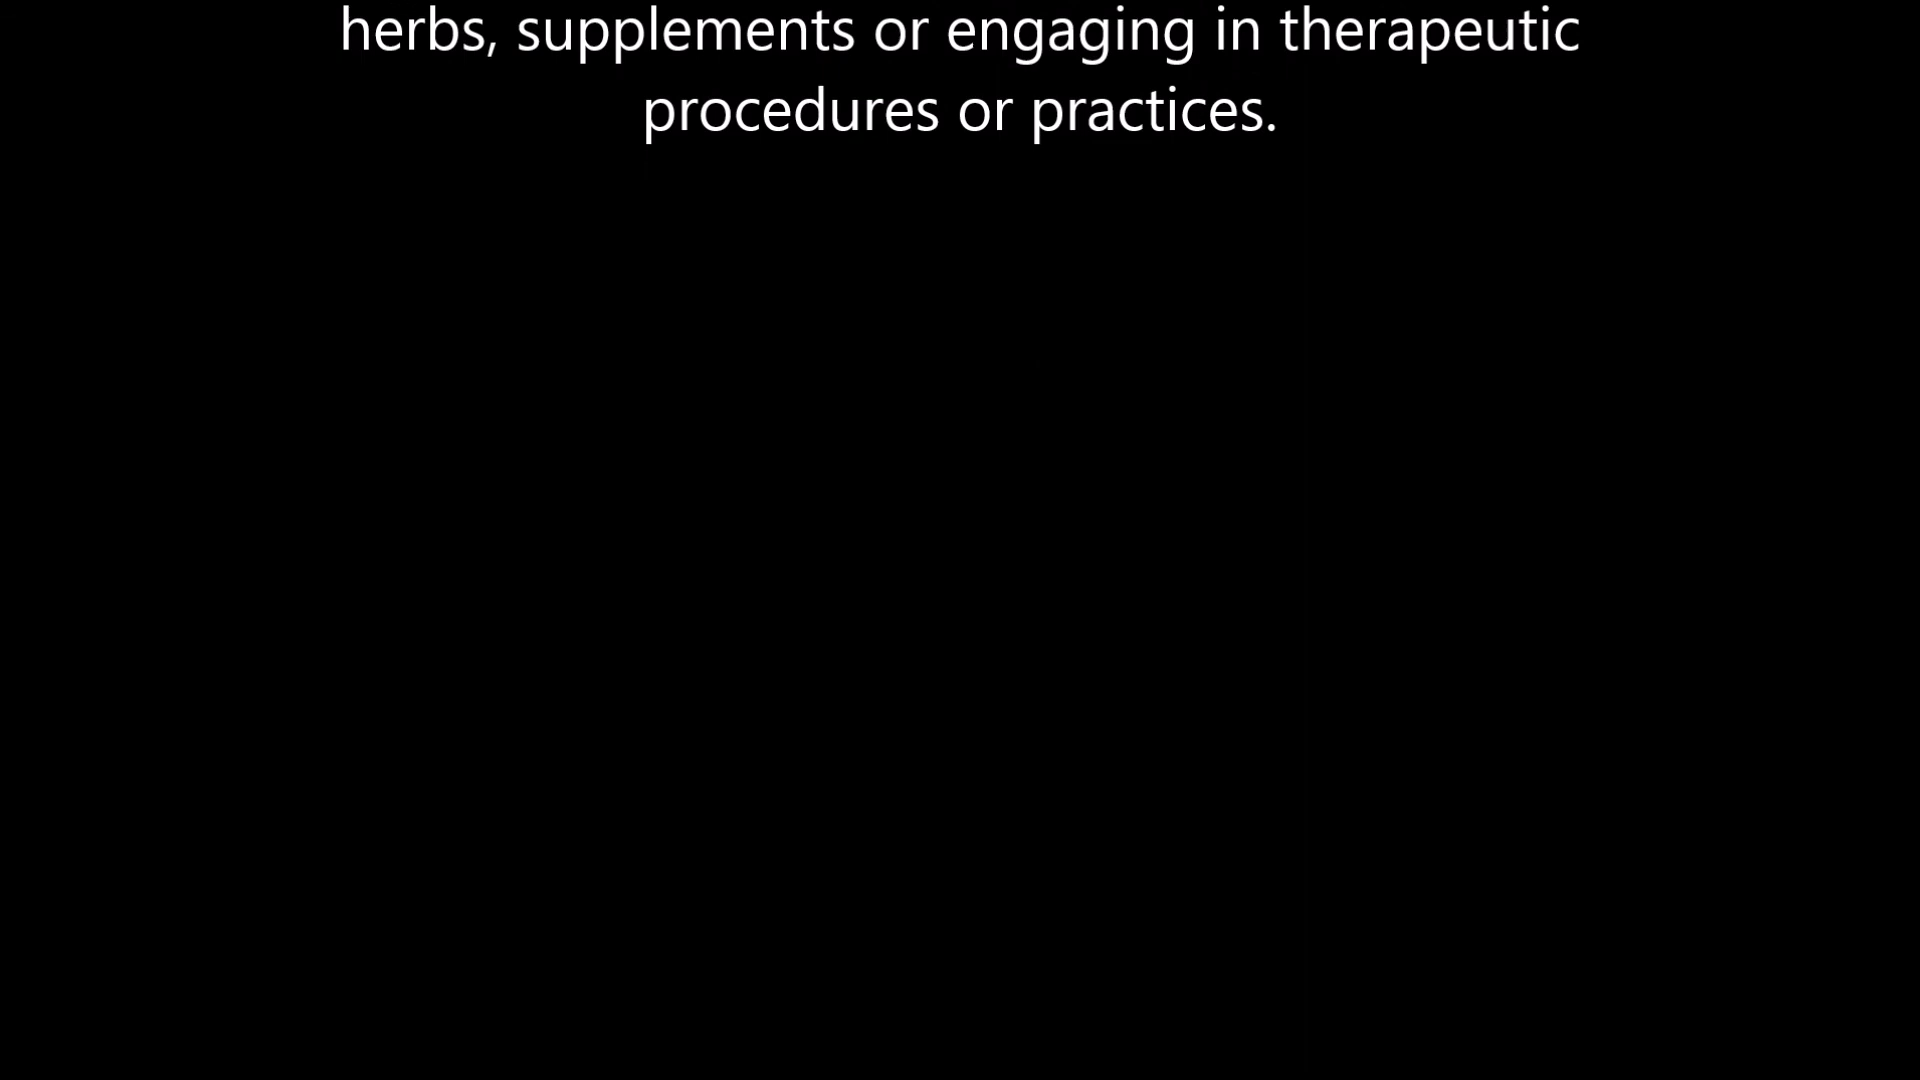 herbs, supplements or engaging in therapeutic
procedures or practices.